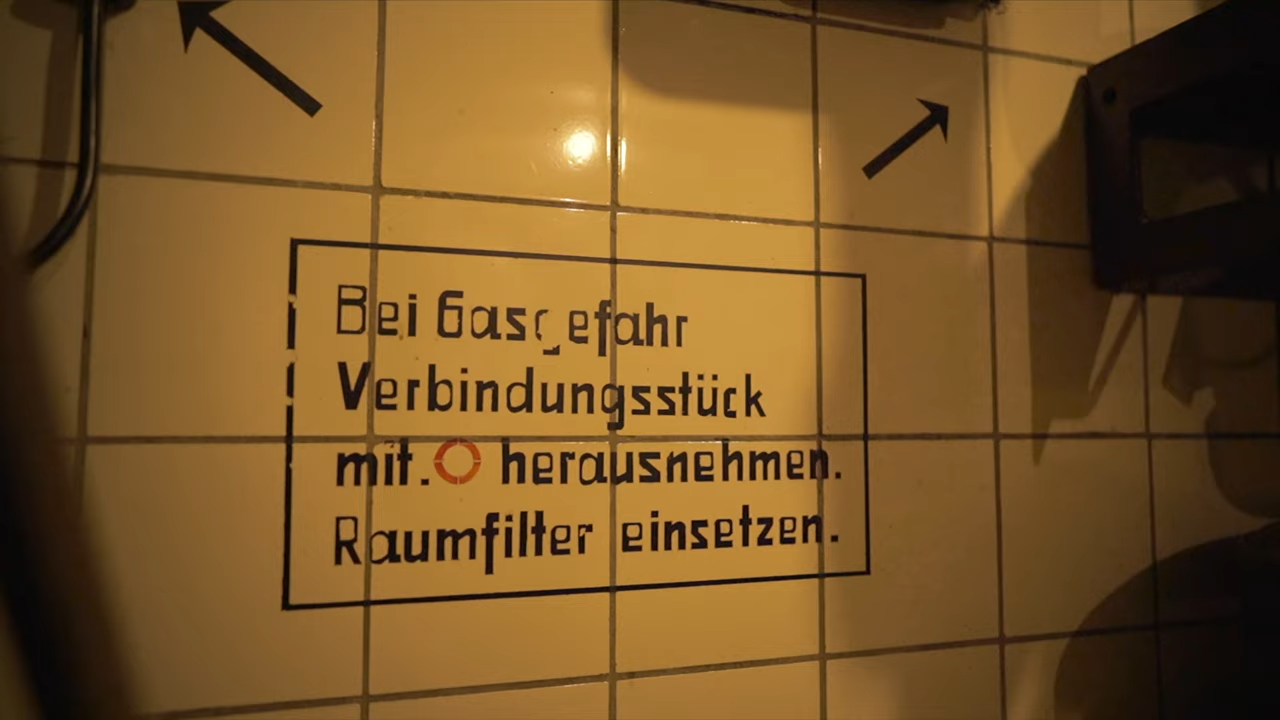 Bei Gasgefahr
Verbindungsstück
mit. O herausnehmen.
Raumfilter einsetzen.